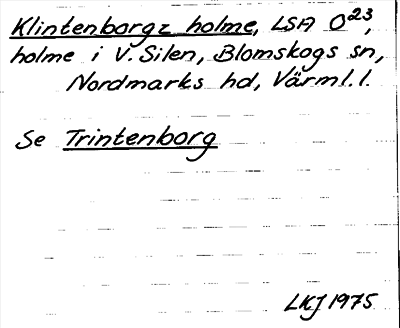 Klintenborgz holme, LSA O²³,
holme i V. Silen, Blomskogs sn,
Nordmarks hd, Värml. l.
Se Trintenborg
LKJ 1975